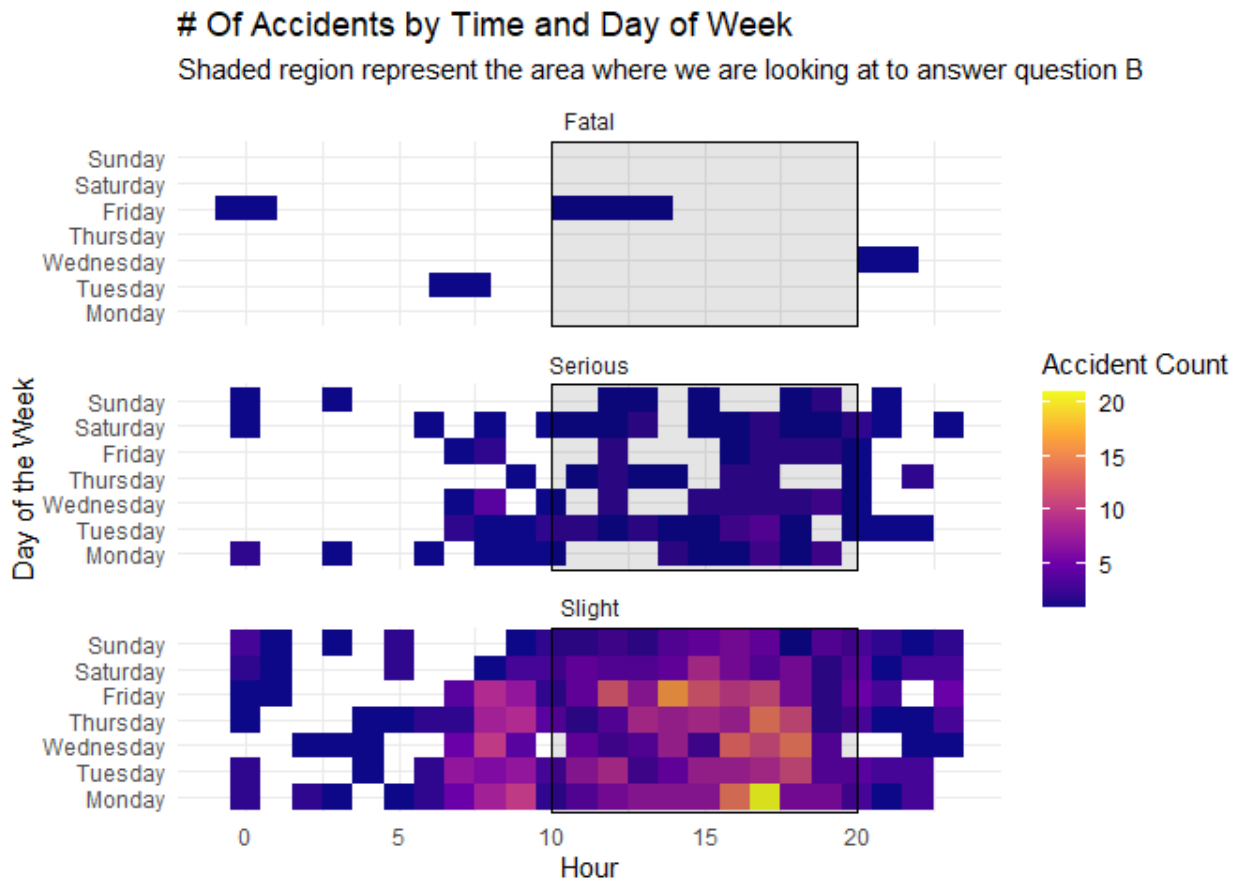 # Of Accidents by Time and Day of Week
Shaded region represent the area where we are looking at to answer question B
Fatal
Sunday
Saturday
Friday
Thursday
Wednesday
Tuesday
Monday
Serious
Sunday
Saturday
Friday
Thursday
Wednesday
Tuesday
Monday
Slight
Sunday
Saturday
Friday
Thursday
Wednesday
Tuesday
Monday
0 5 10 15 20
Hour
Day of the Week
Accident Count
20
15
10
5